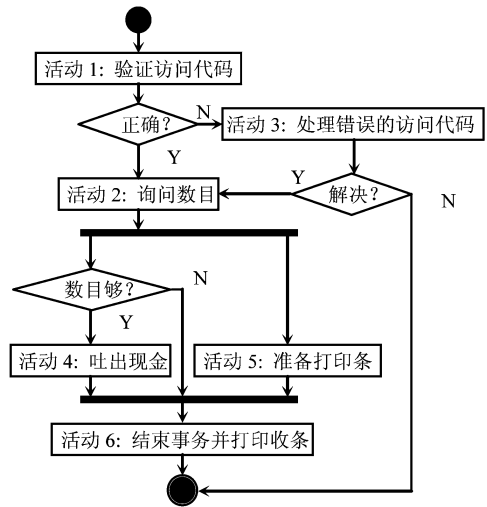 活动 1: 验证访问代码
正确?
N
活动 3: 处理错误的访问代码
Y
Y
解决?
N
活动 2: 询问数目
数目够?
N
Y
活动 4: 吐出现金
活动 5: 准备打印条
活动 6: 结束事务并打印收条